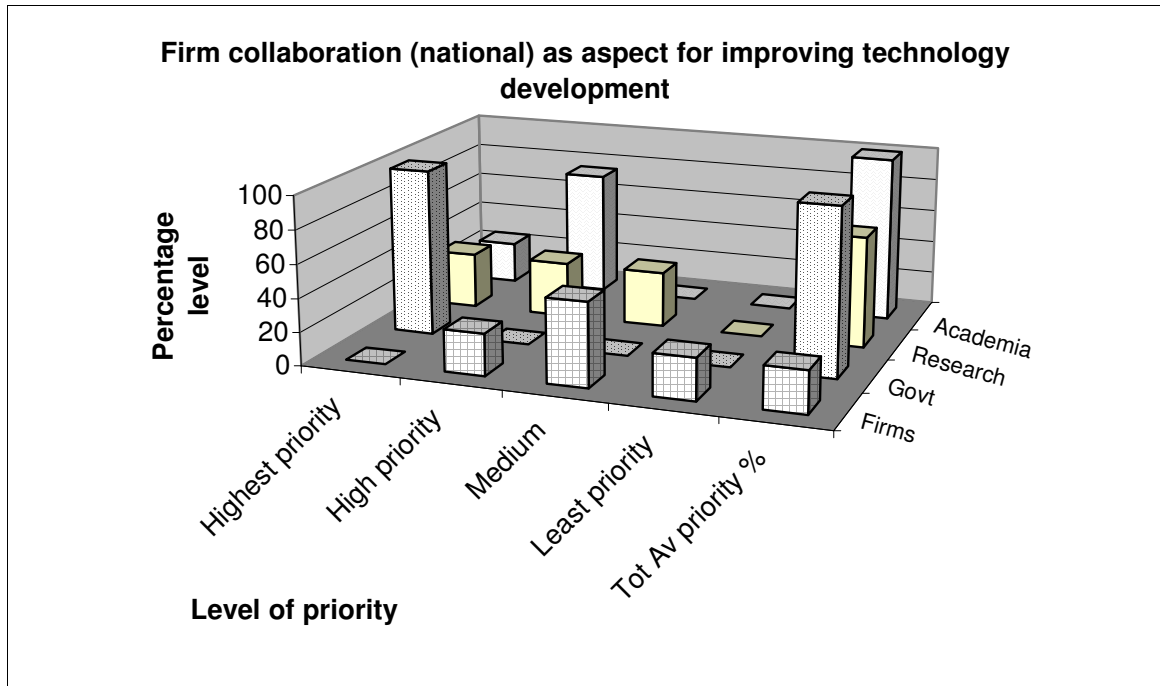 Firm collaboration (national) as aspect for improving technology
development
Percentage
level
100
80
60
40
20
0
Highest priority
High priority
Medium
Least priority
Tot Av priority %
Academia
Research
Govt
Firms
Level of priority